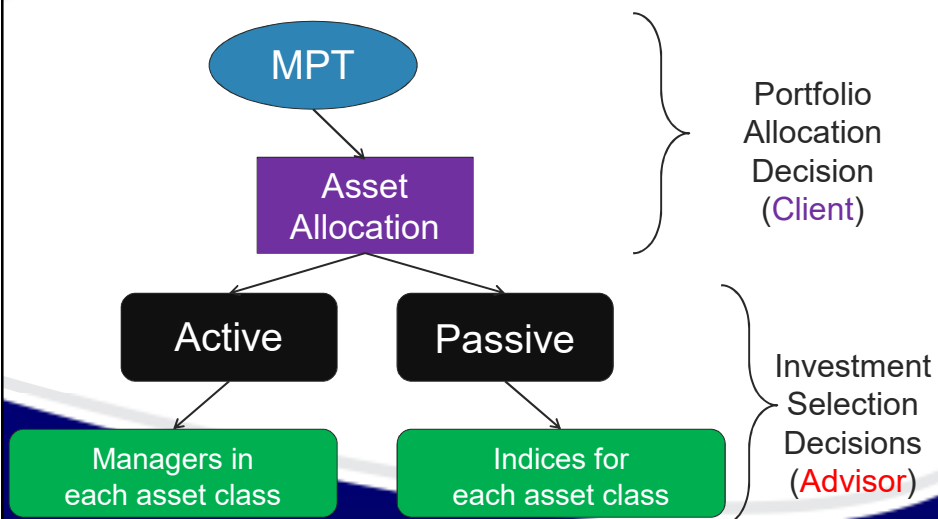 MPT
Portfolio
Allocation
Decision
(Client)
Asset
Allocation
Active
Passive
Investment
Selection
Decisions
(Advisor)
Managers in
each asset class
Indices for
each asset class